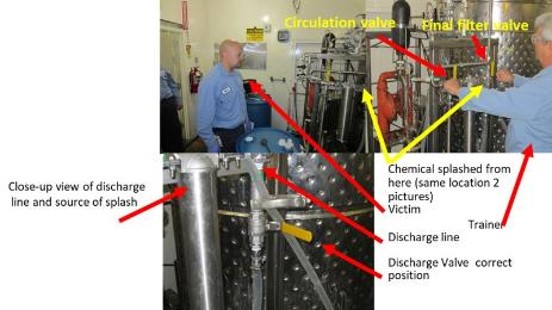 Circulation valve
Final filter valve
Close-up view of discharge
line and source of splash
Chemical splashed from
here (same location 2
pictures)
Victim
Trainer
Discharge line
Discharge Valve correct
position